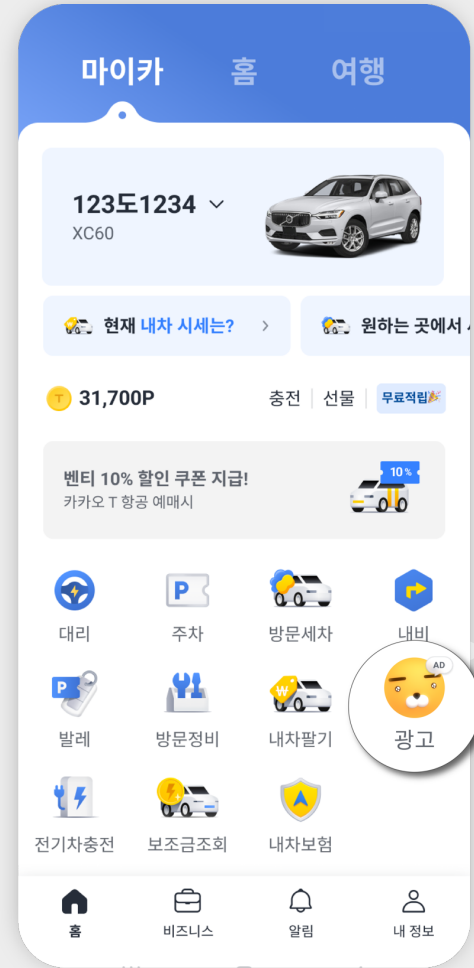 마이카 홈 여행
123도1234
XC60
현재 내차 시세는?
원하는 곳에서
T 31,700P 충전 선물 무료적립
벤티 10% 할인 쿠폰 지급!
카카오 T 항공 예매시
10%
P
대리 주차 방문세차 내비
AD
P ₩
발레 방문정비 내차팔기 광고
전기차충전 보조금조회 내차보험
홈 비즈니스 알림 내 정보